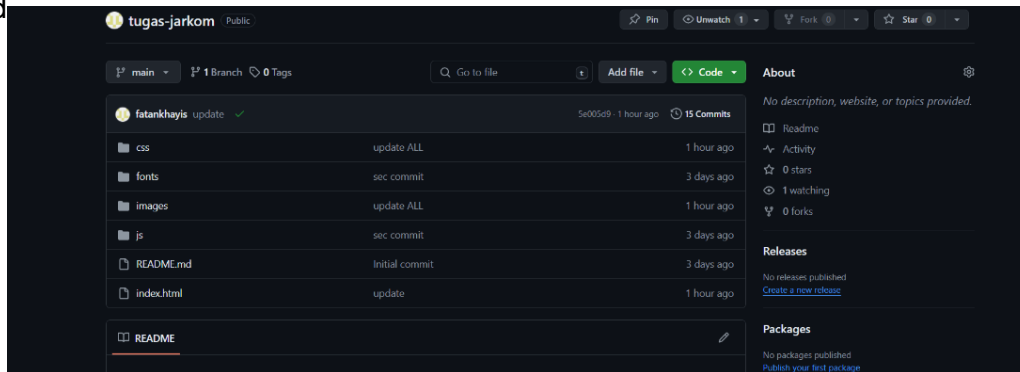 d
tugas-jarkom Public Pin Unwatch 1 Fork 0 Star 0
main 1 Branch 0 Tags Go to file t Add file Code About
No description, website, or topics provided.
fatankhayis update 5e005d9 · 1 hour ago 15 Commits
Readme
css update ALL 1 hour ago
Activity
fonts sec commit 3 days ago
0 stars
images update ALL 1 hour ago
1 watching
0 forks
js sec commit 3 days ago
README.md Initial commit 3 days ago
index.html update 1 hour ago
Releases
No releases published
Create a new release
README
Packages
No packages published
Publish your first package